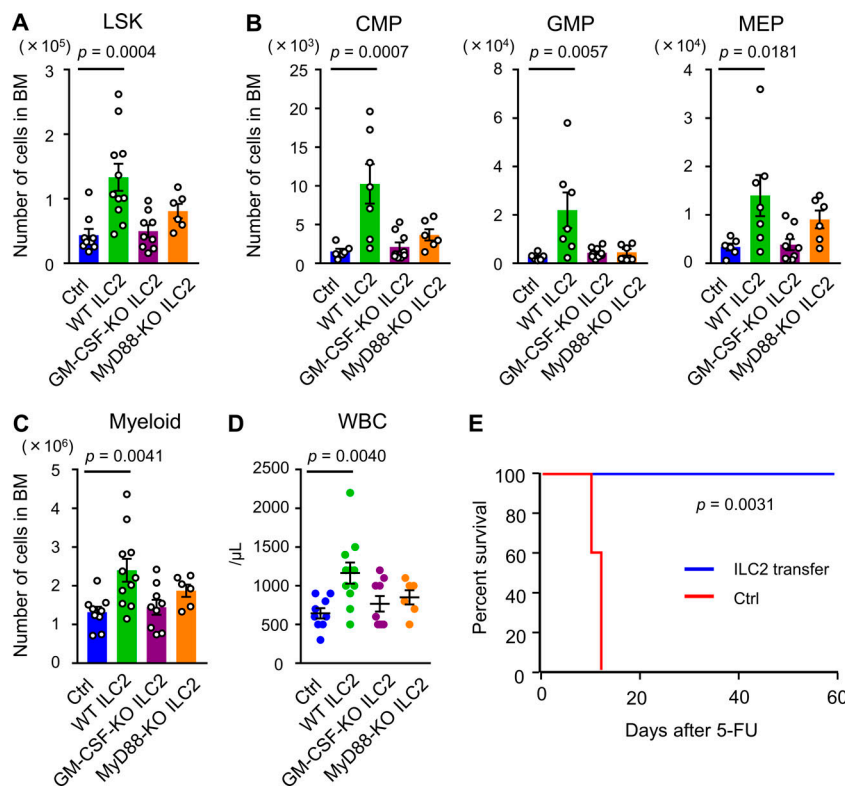 A
LSK
(×10⁵)
p = 0.0004
Number of cells in BM
3
2
1
0
Ctrl
WT ILC2
GM-CSF-KO ILC2
MyD88-KO ILC2
B
CMP
(×10³)
p = 0.0007
Number of cells in BM
25
20
15
10
5
0
Ctrl
WT ILC2
GM-CSF-KO ILC2
MyD88-KO ILC2
GMP
(×10⁴)
p = 0.0057
8
6
4
2
0
Ctrl
WT ILC2
GM-CSF-KO ILC2
MyD88-KO ILC2
MEP
(×10⁴)
p = 0.0181
4
3
2
1
0
Ctrl
WT ILC2
GM-CSF-KO ILC2
MyD88-KO ILC2
C
Myeloid
(×10⁶)
p = 0.0041
Number of cells in BM
5
4
3
2
1
0
Ctrl
WT ILC2
GM-CSF-KO ILC2
MyD88-KO ILC2
D
WBC
p = 0.0040
/μL
2500
2000
1500
1000
500
0
Ctrl
WT ILC2
GM-CSF-KO ILC2
MyD88-KO ILC2
E
Percent survival
100
80
60
40
20
0
p = 0.0031
ILC2 transfer
Ctrl
0
20
40
60
Days after 5-FU